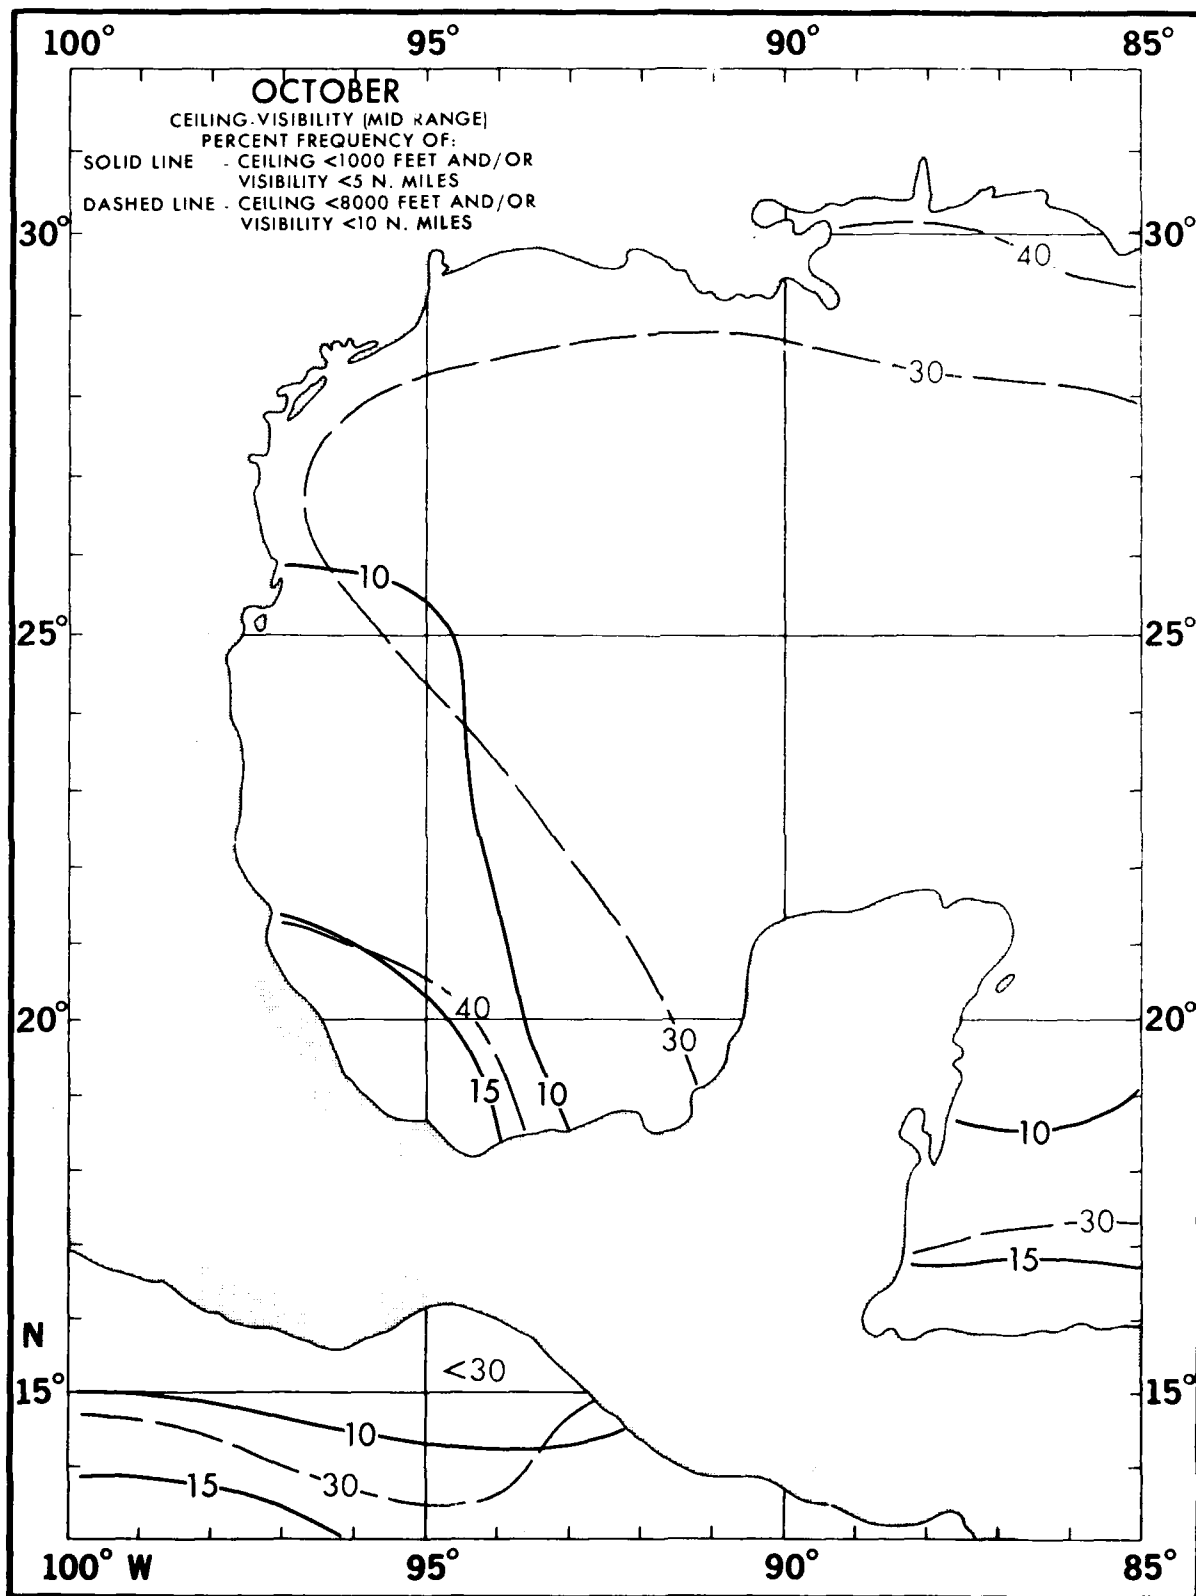 100° 95° 90° 85°
OCTOBER
CEILING-VISIBILITY (MID RANGE)
PERCENT FREQUENCY OF:
SOLID LINE - CEILING <1000 FEET AND/OR
VISIBILITY <5 N. MILES
DASHED LINE - CEILING <8000 FEET AND/OR
VISIBILITY <10 N. MILES
30° 30°
40
30
10
25° 25°
40
20° 20°
30
15 10
10
30
15
N
<30
15° 15°
10
30
15
100° W 95° 90° 85°